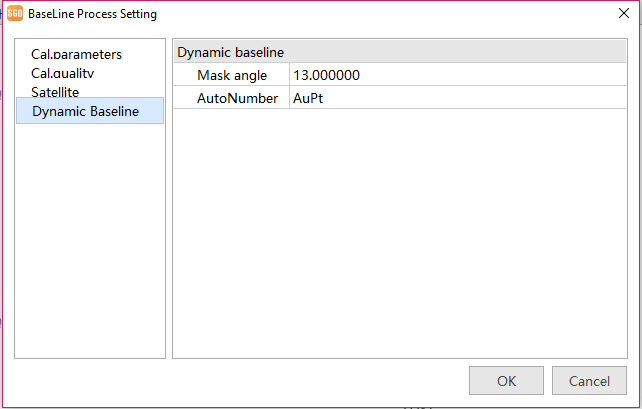 SGO BaseLine Process Setting
Cal.parameters
Cal.quality
Satellite
Dynamic Baseline
Dynamic baseline
Mask angle 13.000000
AutoNumber AuPt
OK Cancel